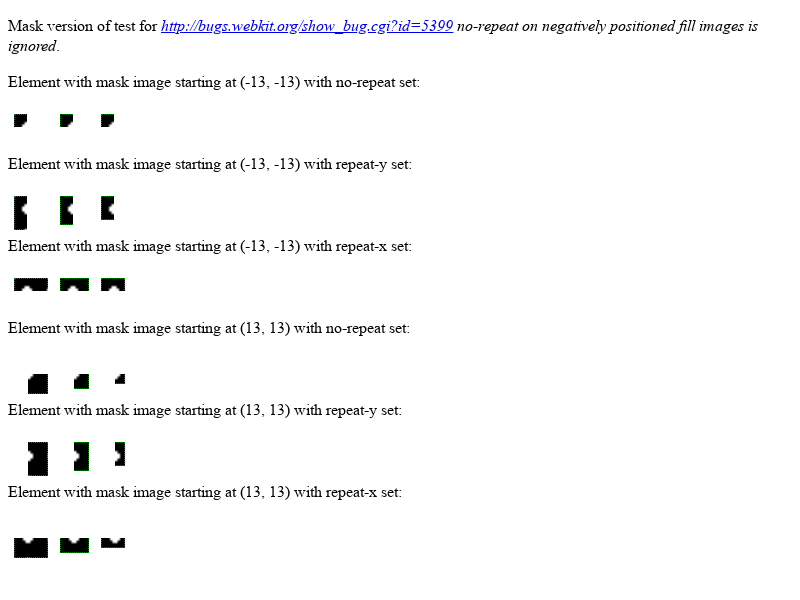 Mask version of test for http://bugs.webkit.org/show_bug.cgi?id=5399 no-repeat on negatively positioned fill images is
ignored.
Element with mask image starting at (-13, -13) with no-repeat set:
Element with mask image starting at (-13, -13) with repeat-y set:
Element with mask image starting at (-13, -13) with repeat-x set:
Element with mask image starting at (13, 13) with no-repeat set:
Element with mask image starting at (13, 13) with repeat-y set:
Element with mask image starting at (13, 13) with repeat-x set: